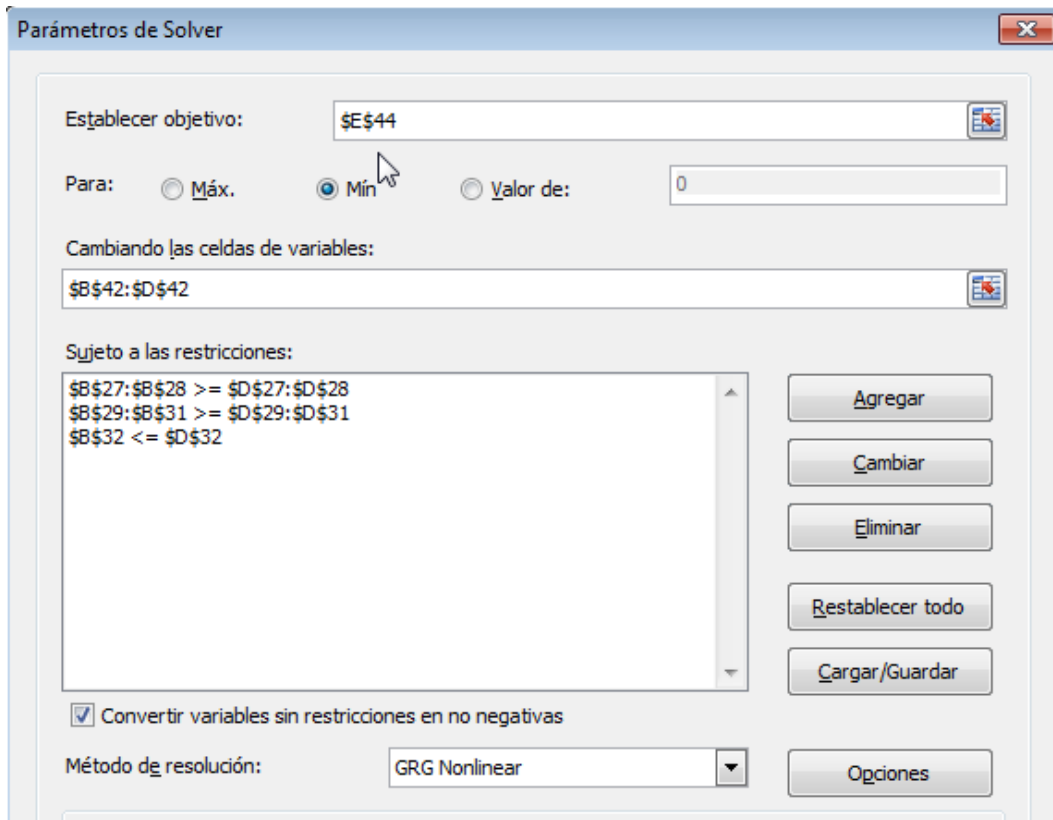 Parámetros de Solver
Establecer objetivo: $E$44
Para: Máx. Mín Valor de: 0
Cambiando las celdas de variables:
$B$42:$D$42
Sujeto a las restricciones:
$B$27:$B$28 >= $D$27:$D$28
$B$29:$B$31 >= $D$29:$D$31
$B$32 <= $D$32
Agregar
Cambiar
Eliminar
Restablecer todo
Cargar/Guardar
Convertir variables sin restricciones en no negativas
Método de resolución: GRG Nonlinear Opciones